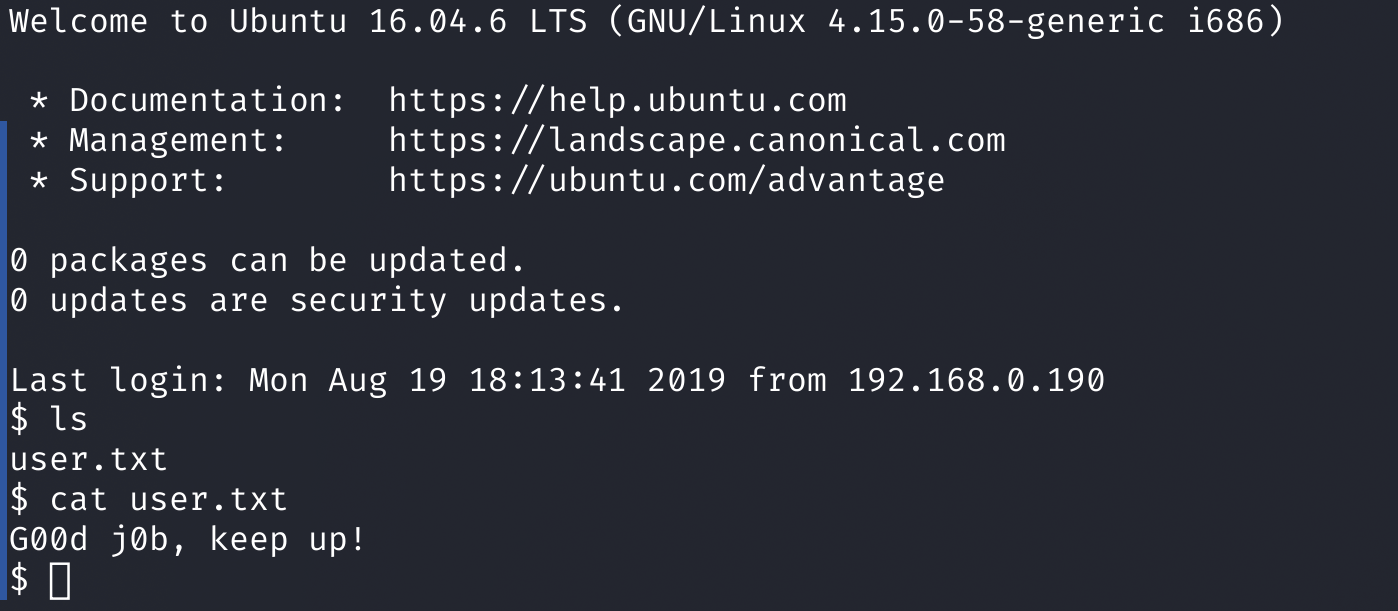 Welcome to Ubuntu 16.04.6 LTS (GNU/Linux 4.15.0-58-generic i686)
* Documentation:  https://help.ubuntu.com
* Management:     https://landscape.canonical.com
* Support:        https://ubuntu.com/advantage
0 packages can be updated.
0 updates are security updates.
Last login: Mon Aug 19 18:13:41 2019 from 192.168.0.190
$ ls
user.txt
$ cat user.txt
G00d j0b, keep up!
$